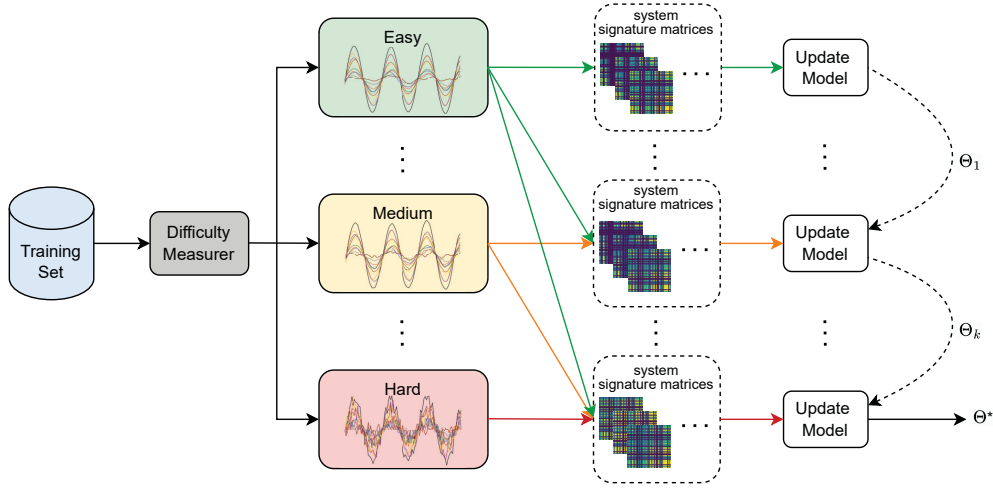 Training
Set
Difficulty
Measurer
Easy
Medium
Hard
system
signature matrices
system
signature matrices
system
signature matrices
Update
Model
Update
Model
Update
Model
Θ₁
Θₖ
Θ*